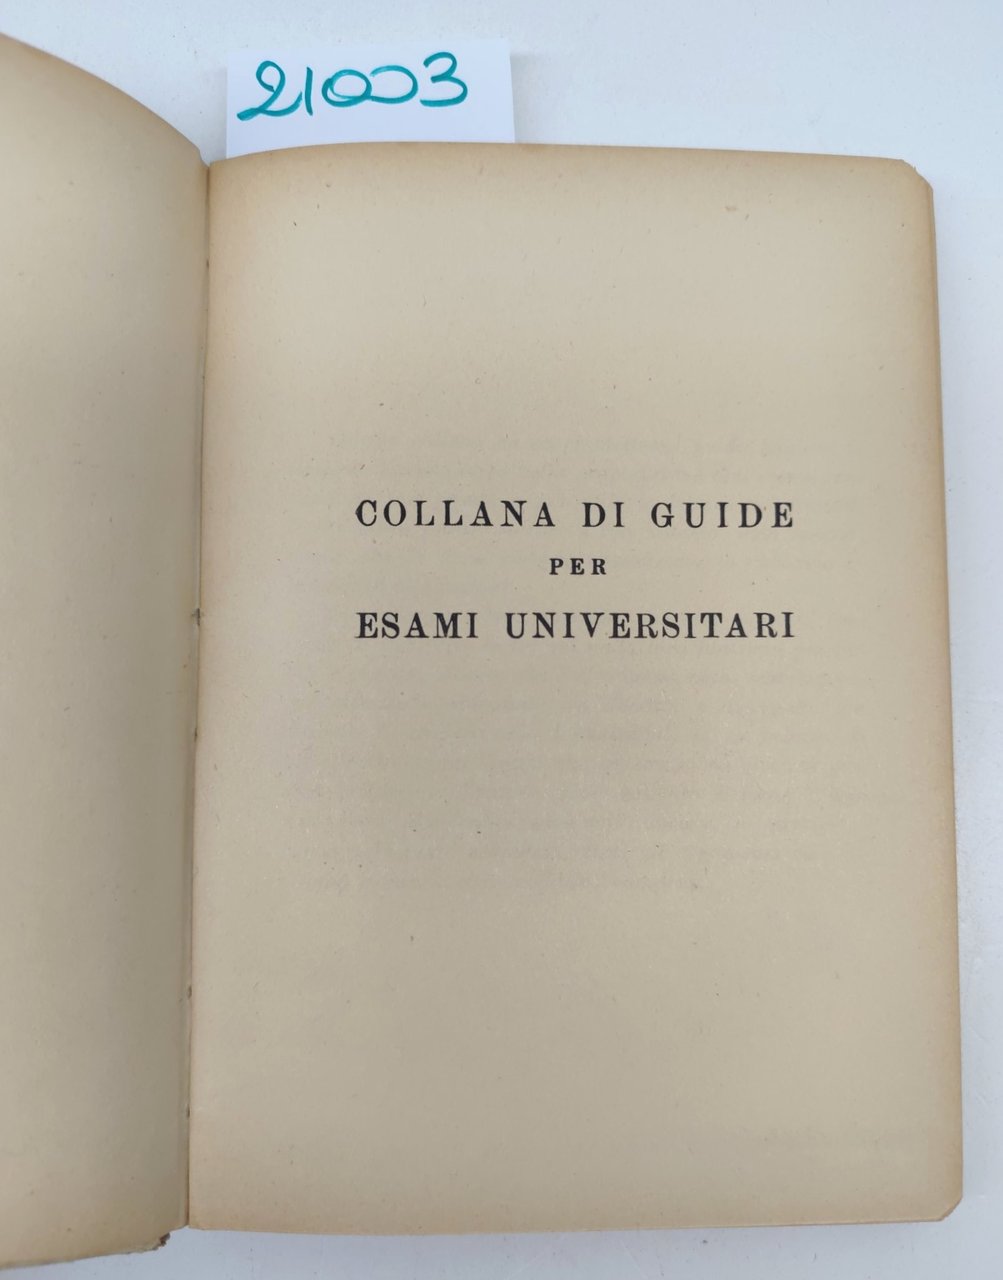 21003
COLLANA DI GUIDE
PER
ESAMI UNIVERSITARI